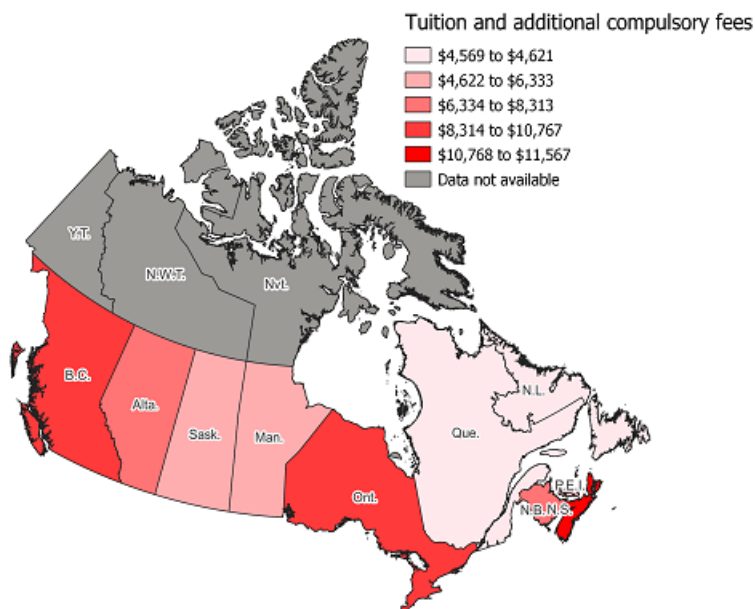 Tuition and additional compulsory fees
$4,569 to $4,621
$4,622 to $6,333
$6,334 to $8,313
$8,314 to $10,767
$10,768 to $11,567
Data not available
Y.T.
N.W.T.
Nvt.
B.C.
Alta.
Sask.
Man.
Ont.
Que.
N.L.
P.E.I.
N.B.
N.S.